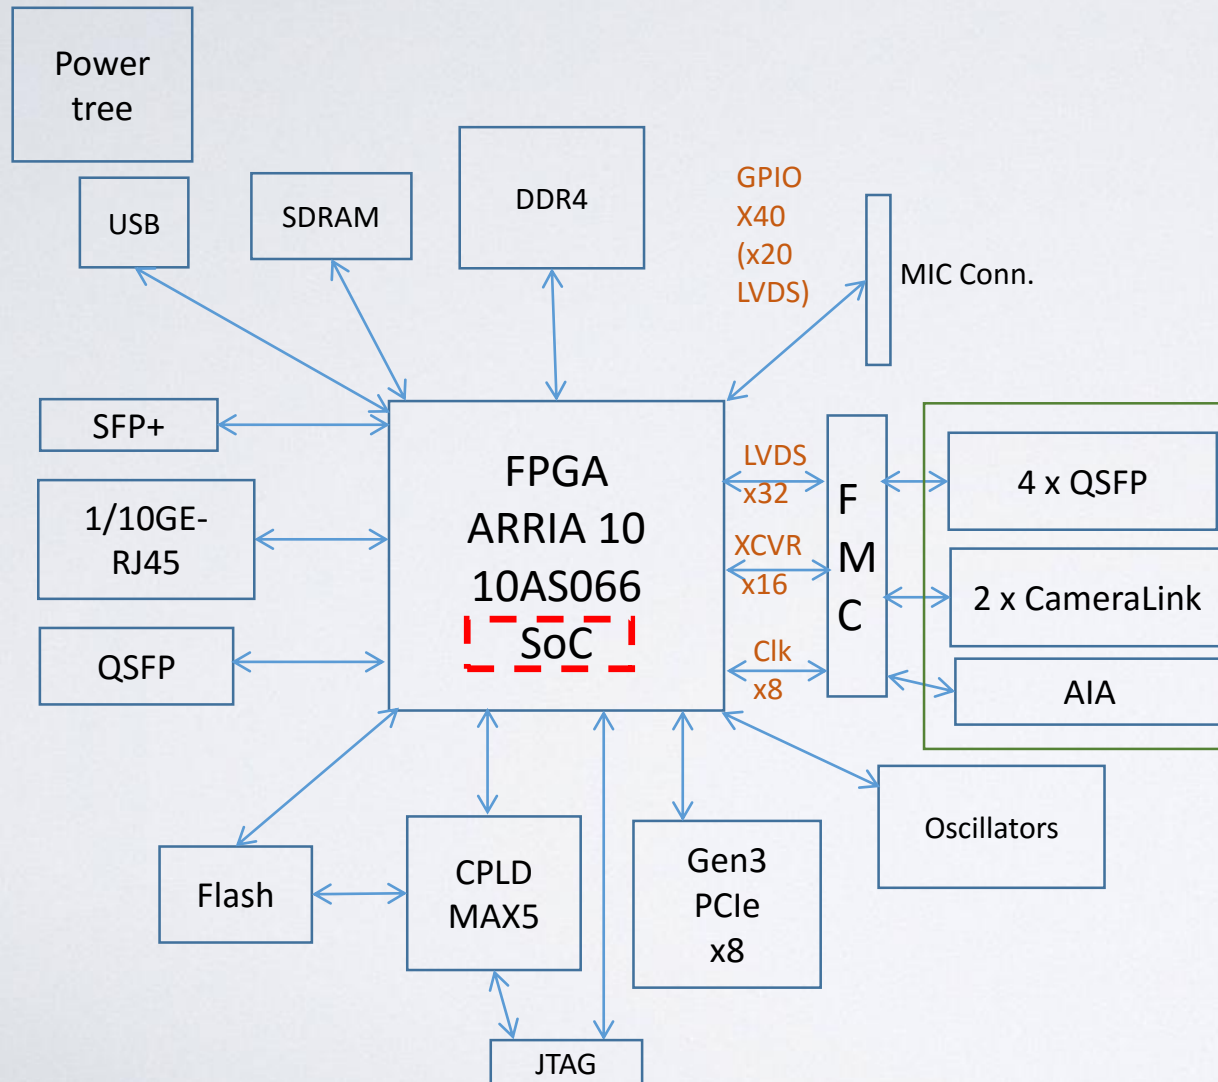 Power
tree
USB
SDRAM
DDR4
GPIO
X40
(x20
LVDS)
MIC Conn.
SFP+
1/10GE-
RJ45
QSFP
FPGA
ARRIA 10
10AS066
SoC
LVDS
x32
XCVR
x16
Clk
x8
F
M
C
4 x QSFP
2 x CameraLink
AIA
Oscillators
Flash
CPLD
MAX5
Gen3
PCIe
x8
JTAG